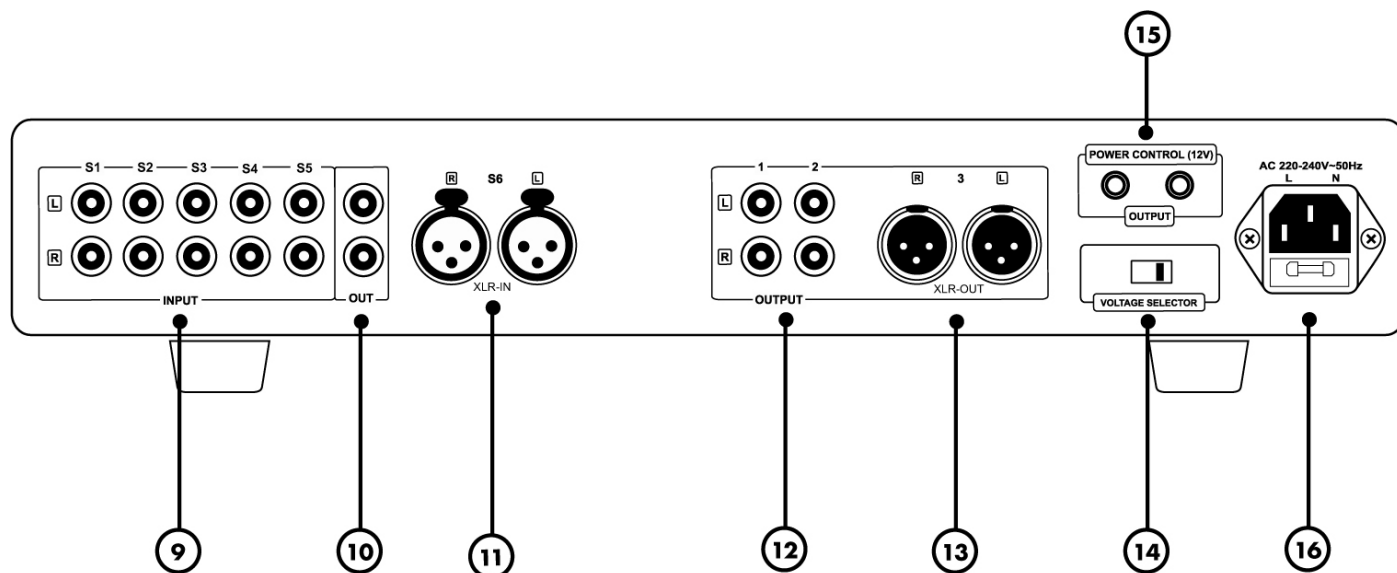 15
POWER CONTROL (12V)
OUTPUT
AC 220-240V~50Hz
L N
S1 S2 S3 S4 S5
L
R
INPUT
OUT
R S6 L
XLR-IN
1 2
L
R
OUTPUT
R 3 L
XLR-OUT
VOLTAGE SELECTOR
9 10 11 12 13 14 16